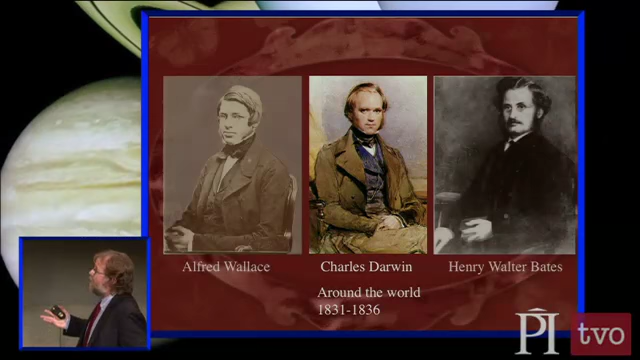 Alfred Wallace
Charles Darwin
Henry Walter Bates
Around the world
1831-1836
PI
tvo